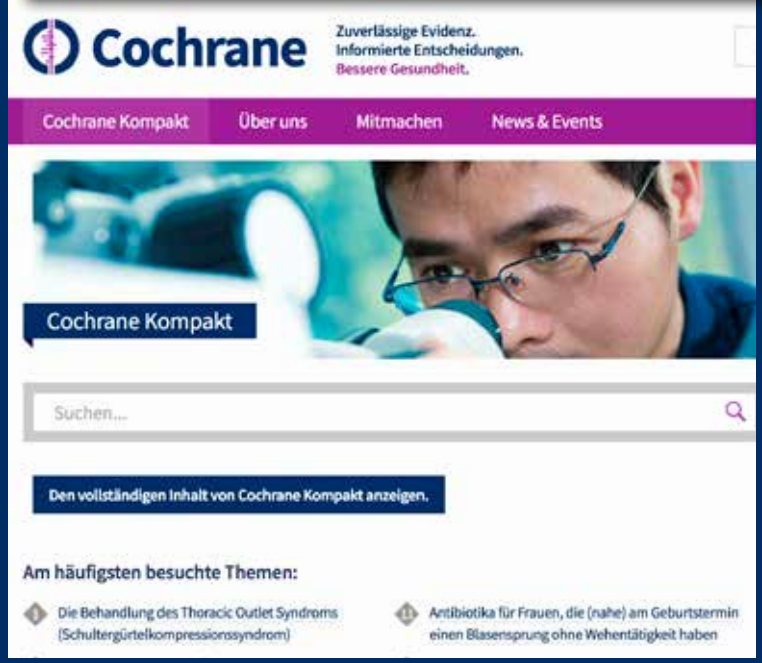 Cochrane
Zuverlässige Evidenz.
Informierte Entscheidungen.
Bessere Gesundheit.
Cochrane Kompakt
Über uns
Mitmachen
News & Events
Cochrane Kompakt
Suchen...
Den vollständigen Inhalt von Cochrane Kompakt anzeigen.
Am häufigsten besuchte Themen:
Die Behandlung des Thoracic Outlet Syndroms
(Schultergürtelkompressionssyndrom)
11
Antibiotika für Frauen, die (nahe) am Geburtstermin
einen Blasensprung ohne Wehentätigkeit haben